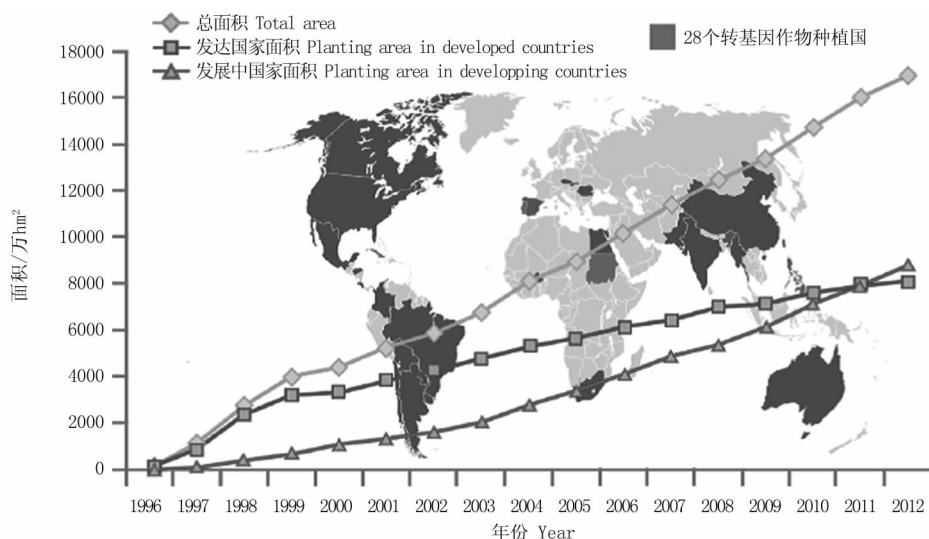 总面积 Total area
发达国家面积 Planting area in developed countries
发展中国家面积 Planting area in developping countries
28个转基因作物种植国
18000
16000
14000
12000
10000
8000
6000
4000
2000
0
面积/万hm²
1996 1997 1998 1999 2000 2001 2002 2003 2004 2005 2006 2007 2008 2009 2010 2011 2012
年份 Year